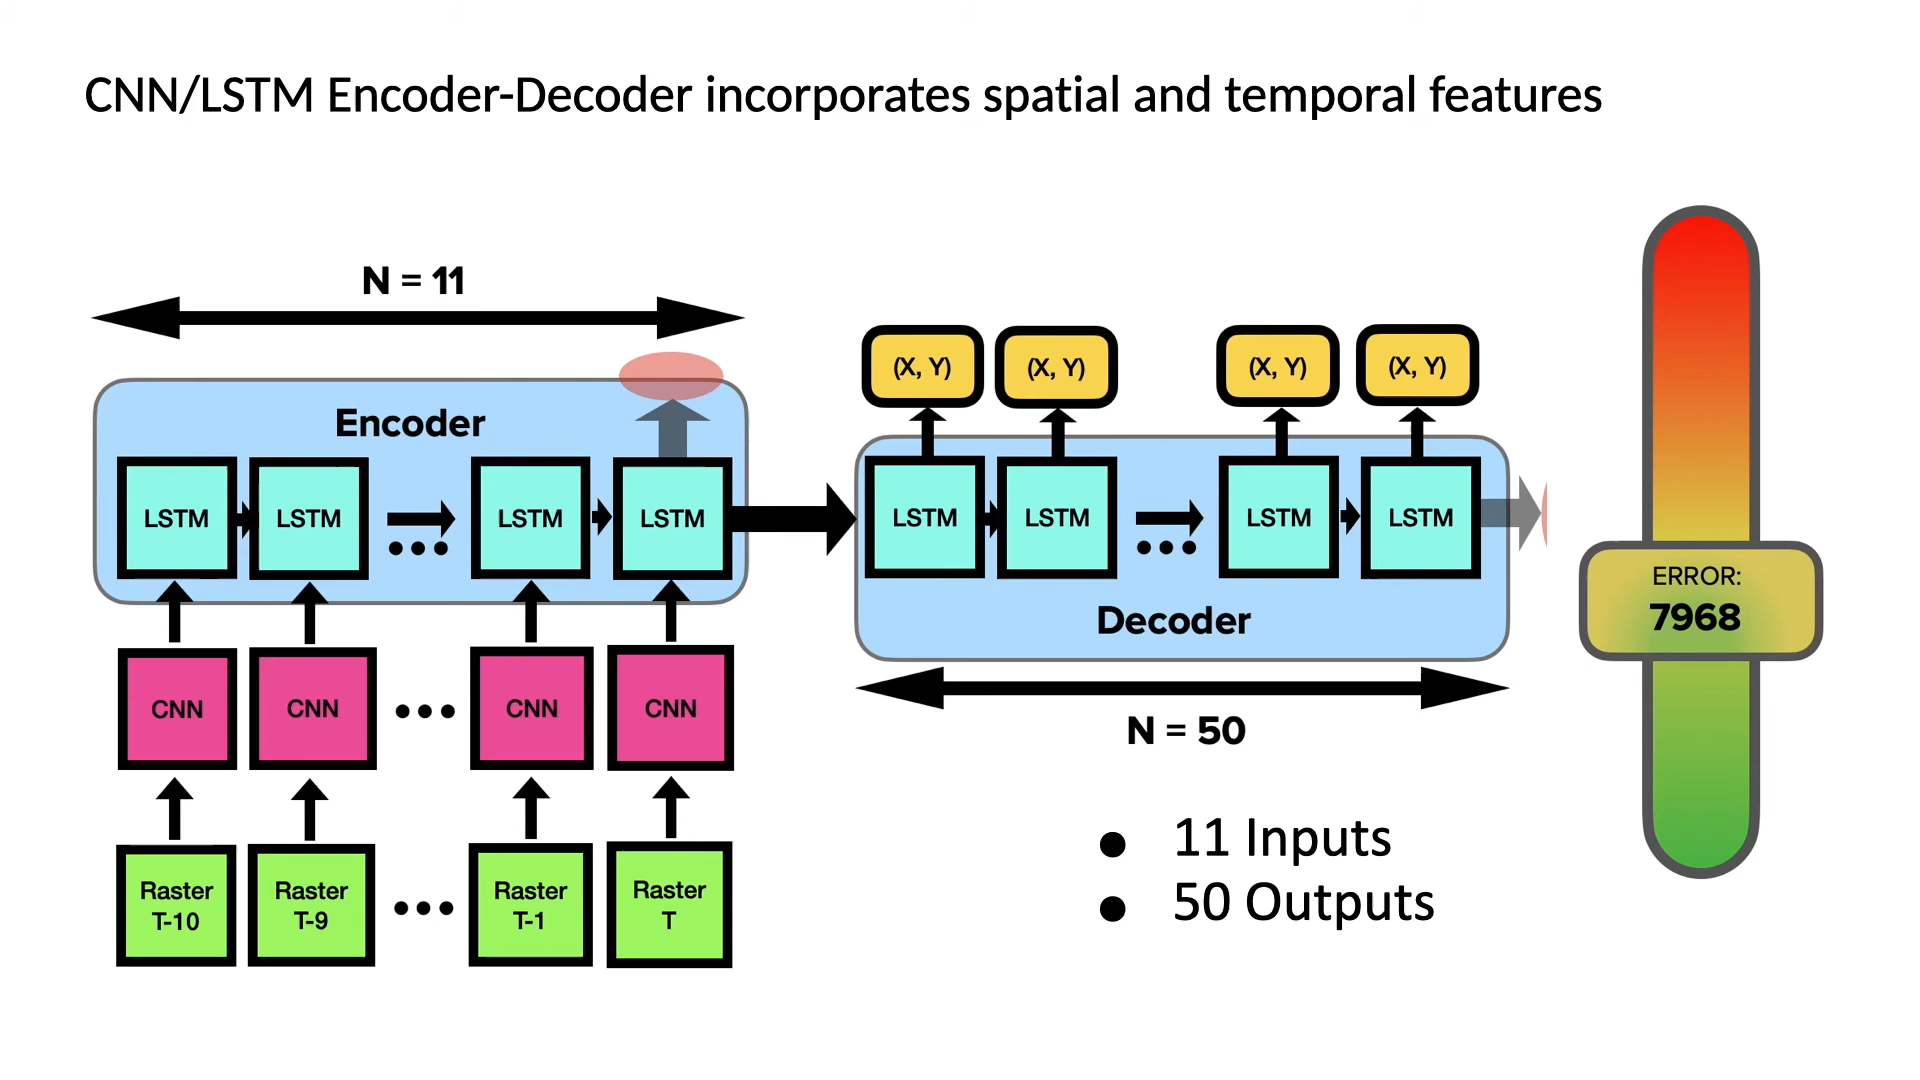 CNN/LSTM Encoder-Decoder incorporates spatial and temporal features
N = 11
Encoder
LSTM LSTM LSTM LSTM
CNN CNN CNN CNN
Raster T-10
Raster T-9
Raster T-1
Raster T
(X, Y) (X, Y) (X, Y) (X, Y)
LSTM LSTM LSTM LSTM
Decoder
N = 50
• 11 Inputs
• 50 Outputs
ERROR:
7968